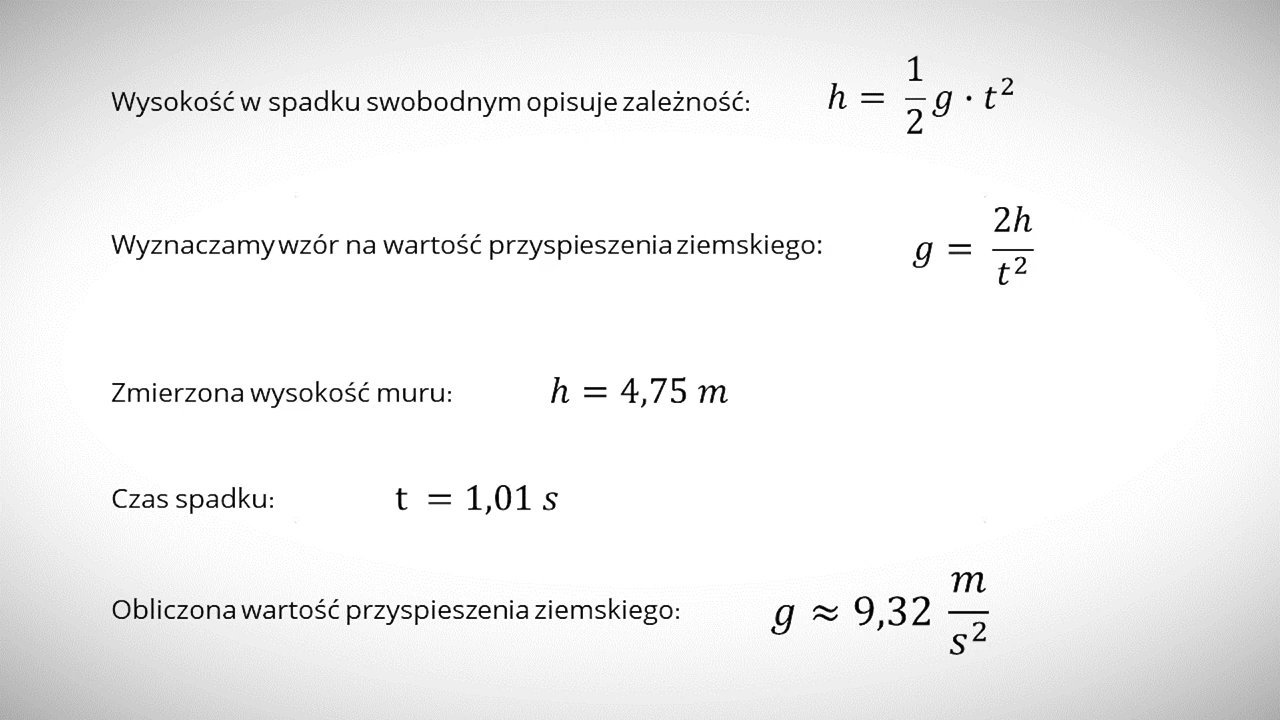 Wysokość w spadku swobodnym opisuje zależność: h = 1/2 g · t²
Wyznaczamy wzór na wartość przyspieszenia ziemskiego: g = 2h/t²
Zmierzona wysokość muru: h = 4,75 m
Czas spadku: t = 1,01 s
Obliczona wartość przyspieszenia ziemskiego: g ≈ 9,32 m/s²